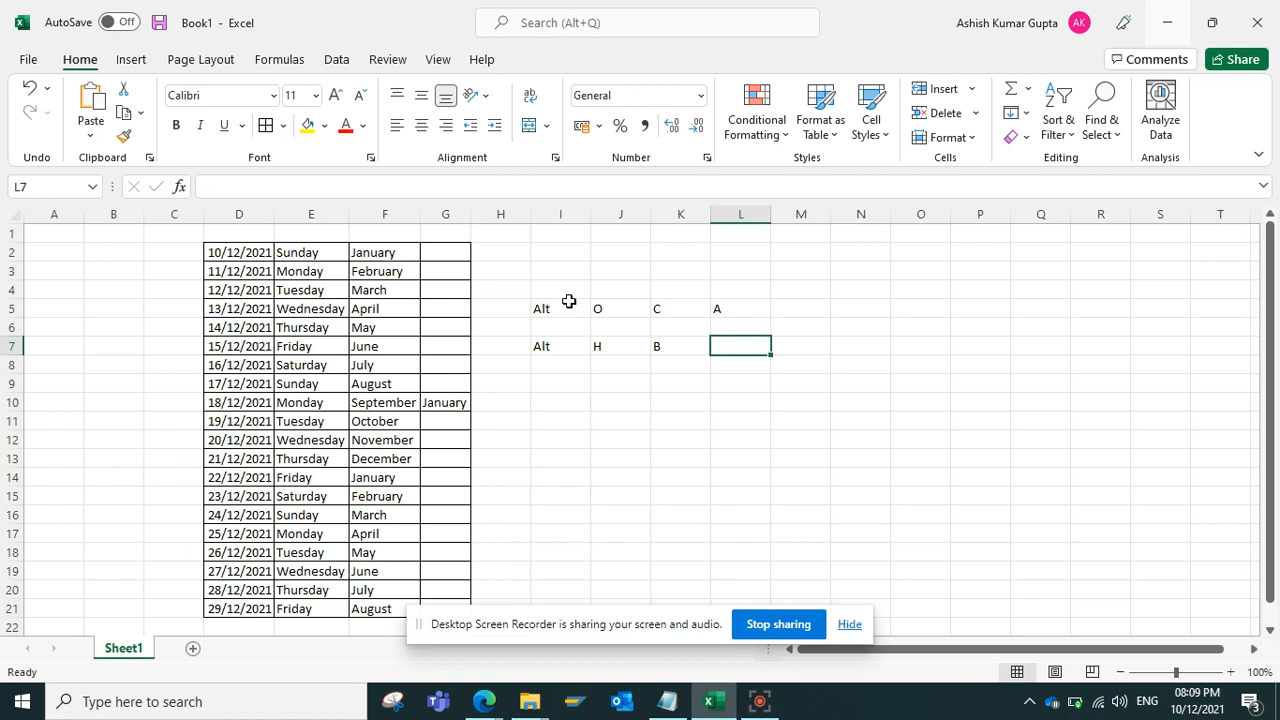 AutoSave Off Book1 - Excel Search (Alt+Q) Ashish Kumar Gupta AK
File Home Insert Page Layout Formulas Data Review View Help Comments Share
Calibri 11 General Insert
Paste Conditional Formatting Format as Table Cell Styles Delete Sort & Filter Find & Select Analyze Data
B I U A % Format
Undo Clipboard Font Alignment Number Styles Cells Editing Analysis
L7 fx
A B C D E F G H I J K L M N O P Q R S T
1
2 10/12/2021 Sunday January
3 11/12/2021 Monday February
4 12/12/2021 Tuesday March
5 13/12/2021 Wednesday April Alt O C A
6 14/12/2021 Thursday May
7 15/12/2021 Friday June Alt H B
8 16/12/2021 Saturday July
9 17/12/2021 Sunday August
10 18/12/2021 Monday September January
11 19/12/2021 Tuesday October
12 20/12/2021 Wednesday November
13 21/12/2021 Thursday December
14 22/12/2021 Friday January
15 23/12/2021 Saturday February
16 24/12/2021 Sunday March
17 25/12/2021 Monday April
18 26/12/2021 Tuesday May
19 27/12/2021 Wednesday June
20 28/12/2021 Thursday July
21 29/12/2021 Friday August
22
Desktop Screen Recorder is sharing your screen and audio. Stop sharing Hide
Sheet1
Ready 100%
Type here to search ENG 08:09 PM
10/12/2021 3